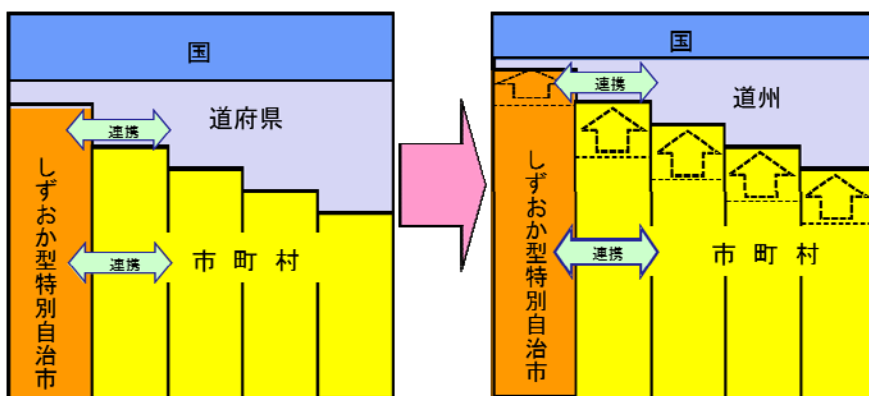 国
道府県
連携
しずおか型特別自治市
連携
市町村
国
連携
道州
しずおか型特別自治市
連携
市町村